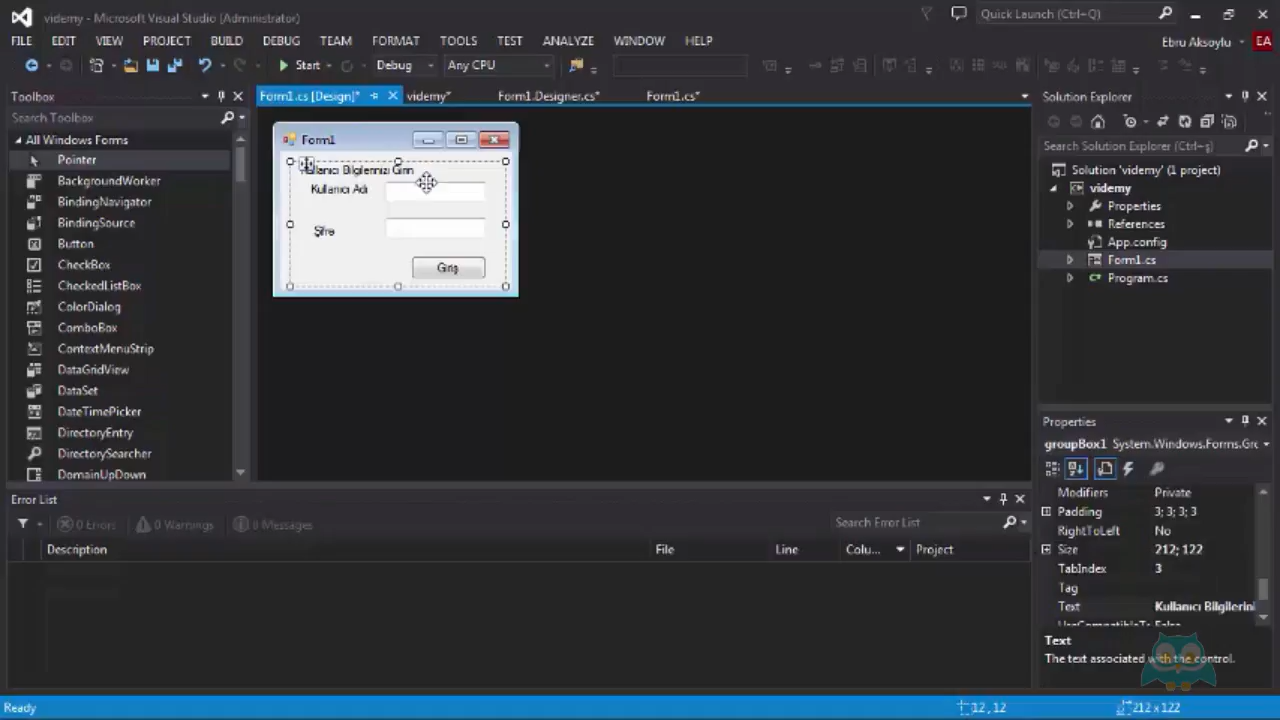 videmy - Microsoft Visual Studio (Administrator)
Quick Launch (Ctrl+Q)
FILE EDIT VIEW PROJECT BUILD DEBUG TEAM FORMAT TOOLS TEST ANALYZE WINDOW HELP
Ebru Aksoylu EA
Start Debug Any CPU
Toolbox
Form1.cs [Design]* videmy* Form1.Designer.cs* Form1.cs*
Solution Explorer
Search Toolbox
All Windows Forms
Pointer
BackgroundWorker
BindingNavigator
BindingSource
Button
CheckBox
CheckedListBox
ColorDialog
ComboBox
ContextMenuStrip
DataGridView
DataSet
DateTimePicker
DirectoryEntry
DirectorySearcher
DomainUpDown
Form1
Bilgilerinizi Girin
Kullanıcı Adı
Şifre
Giriş
Search Solution Explorer (Ctrl+ş)
Solution 'videmy' (1 project)
videmy
Properties
References
App.config
Form1.cs
Program.cs
Properties
groupBox1 System.Windows.Forms.Grc
Modifiers Private
Padding 3; 3; 3; 3
RightToLeft No
Size 212; 122
TabIndex 3
Tag
Text Kullanıcı Bilgilerini
Text
The text associated with the control.
Error List
0 Errors 0 Warnings 0 Messages
Search Error List
Description File Line Colu... Project
Ready
12 , 12
212 x 122